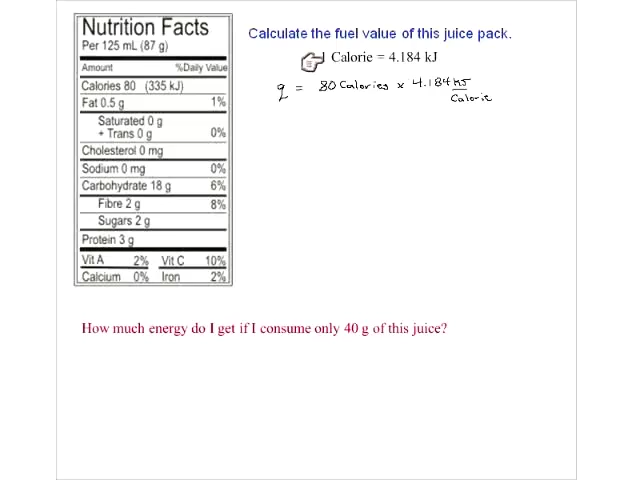 Nutrition Facts
Per 125 mL (87 g)
Amount %Daily Value
Calories 80 (335 kJ)
Fat 0.5 g 1%
Saturated 0 g
+ Trans 0 g 0%
Cholesterol 0 mg
Sodium 0 mg 0%
Carbohydrate 18 g 6%
Fibre 2 g 8%
Sugars 2 g
Protein 3 g
Vit A 2% Vit C 10%
Calcium 0% Iron 2%
Calculate the fuel value of this juice pack.
Calorie = 4.184 kJ
q = 80 Calories × 4.184 kJ
Calorie
How much energy do I get if I consume only 40 g of this juice?